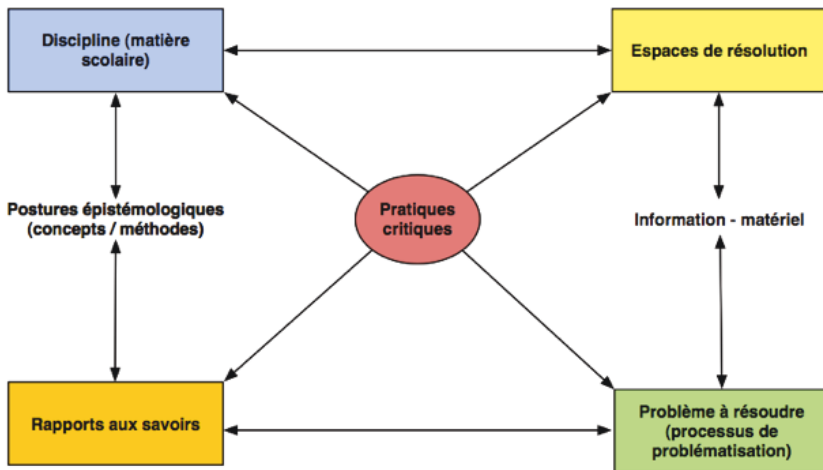 Discipline (matière
scolaire)
Espaces de résolution
Postures épistémologiques
(concepts / méthodes)
Pratiques
critiques
Information - matériel
Rapports aux savoirs
Problème à résoudre
(processus de
problématisation)